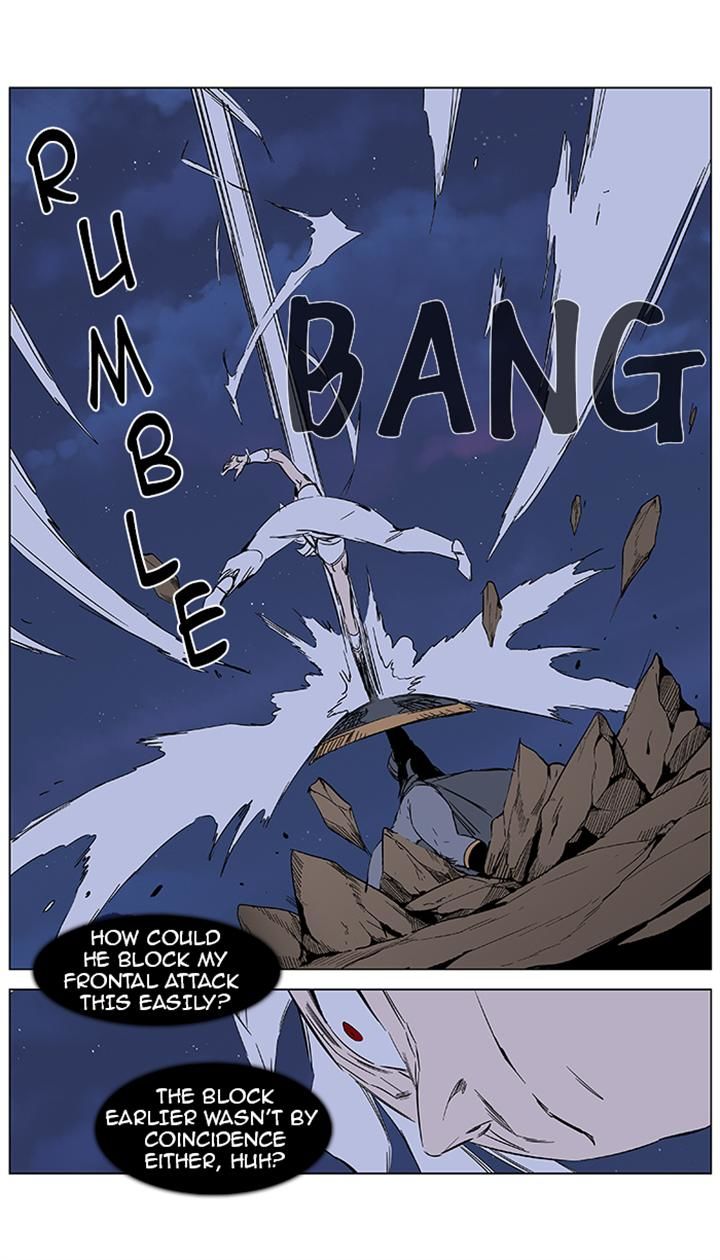 RUMBLE
BANG
HOW COULD
HE BLOCK MY
FRONTAL ATTACK
THIS EASILY?
THE BLOCK
EARLIER WASN'T BY
COINCIDENCE
EITHER, HUH?